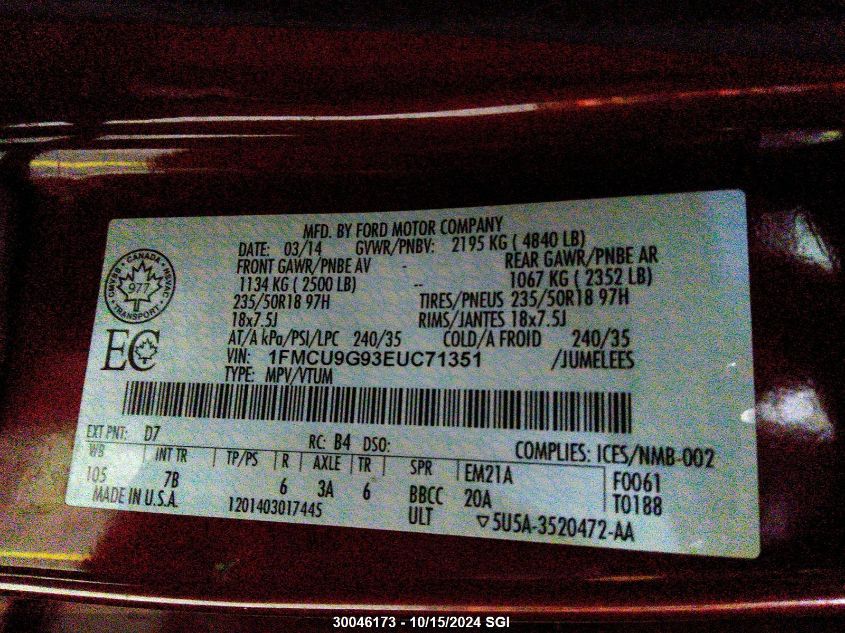 MFD. BY FORD MOTOR COMPANY
DATE: 03/14 GVWR/PNBV: 2195 KG ( 4840 LB)
FRONT GAWR/PNBE AV - REAR GAWR/PNBE AR
1134 KG ( 2500 LB) -- 1067 KG ( 2352 LB)
235/50R18 97H TIRES/PNEUS 235/50R18 97H
18x7.5J RIMS/JANTES 18x7.5J
AT/A kPa/PSI/LPC 240/35 COLD/A FROID 240/35
VIN: 1FMCU9G93EUC71351 /JUMELEES
TYPE: MPV/VTUM
CANADA
TRANSPORT
977
EC
EXT PNT: D7 RC: B4 DSO: COMPLIES: ICES/NMB-002
WB INT TR TP/PS R AXLE TR SPR EM21A F0061
105 7B 6 3A 6 BBCC 20A T0188
MADE IN U.S.A. 1201403017445 ULT ▽5U5A-3520472-AA
30046173 - 10/15/2024 SGI